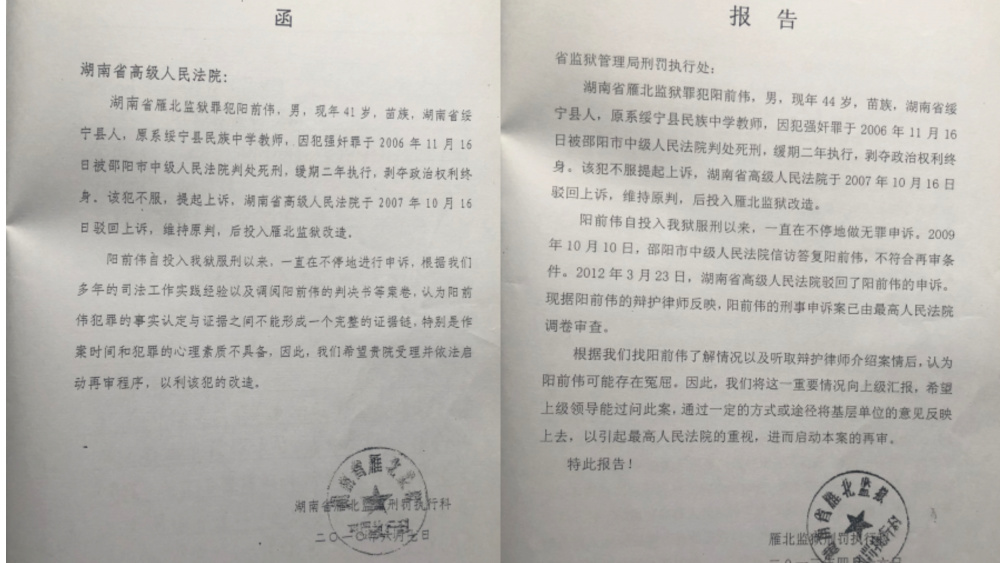 函
湖南省高级人民法院：
湖南省雁北监狱罪犯阳前伟，男，现年 41 岁，苗族，湖南省绥
宁县人，原系绥宁县民族中学教师，因犯强奸罪于 2006 年 11 月 16
日被邵阳市中级人民法院判处死刑，缓期二年执行，剥夺政治权利终
身。该犯不服，提起上诉，湖南省高级人民法院于 2007 年 10 月 16
日驳回上诉，维持原判，后投入雁北监狱改造。
阳前伟自投入我狱服刑以来，一直在不停地进行申诉，根据我们
多年的司法工作实践经验以及调阅阳前伟的判决书等案卷，认为阳前
伟犯罪的事实认定与证据之间不能形成一个完整的证据链，特别是作
案时间和犯罪的心理素质不具备，因此，我们希望贵院受理并依法启
动再审程序，以利该犯的改造。
湖南省雁北监狱刑罚执行科
二〇一〇年六月七日
报 告
省监狱管理局刑罚执行处：
湖南省雁北监狱罪犯阳前伟，男，现年 44 岁，苗族，湖南省绥
宁县人，原系绥宁县民族中学教师，因犯强奸罪于 2006 年 11 月 16
日被邵阳市中级人民法院判处死刑，缓期二年执行，剥夺政治权利终
身。该犯不服提起上诉，湖南省高级人民法院于 2007 年 10 月 16 日
驳回上诉，维持原判，后投入雁北监狱改造。
阳前伟自投入我狱服刑以来，一直在不停地做无罪申诉。2009
年 10 月 10 日，邵阳市中级人民法院信访答复阳前伟，不符合再审条
件。2012 年 3 月 23 日，湖南省高级人民法院驳回了阳前伟的申诉。
现据阳前伟的辩护律师反映，阳前伟的刑事申诉案已由最高人民法院
调卷审查。
根据我们找阳前伟了解情况以及听取辩护律师介绍案情后，认为
阳前伟可能存在冤屈。因此，我们将这一重要情况向上级汇报，希望
上级领导能过问此案，通过一定的方式或途径将基层单位的意见反映
上去，以引起最高人民法院的重视，进而启动本案的再审。
特此报告！
雁北监狱刑罚执行